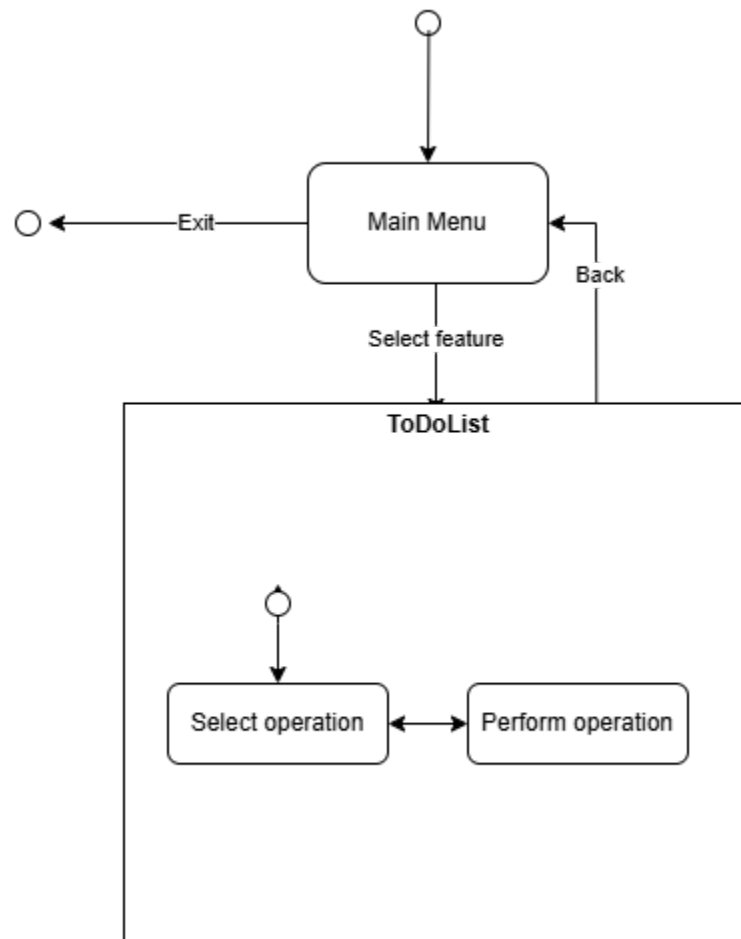 Main Menu
Exit
Back
Select feature
ToDoList
Select operation
Perform operation